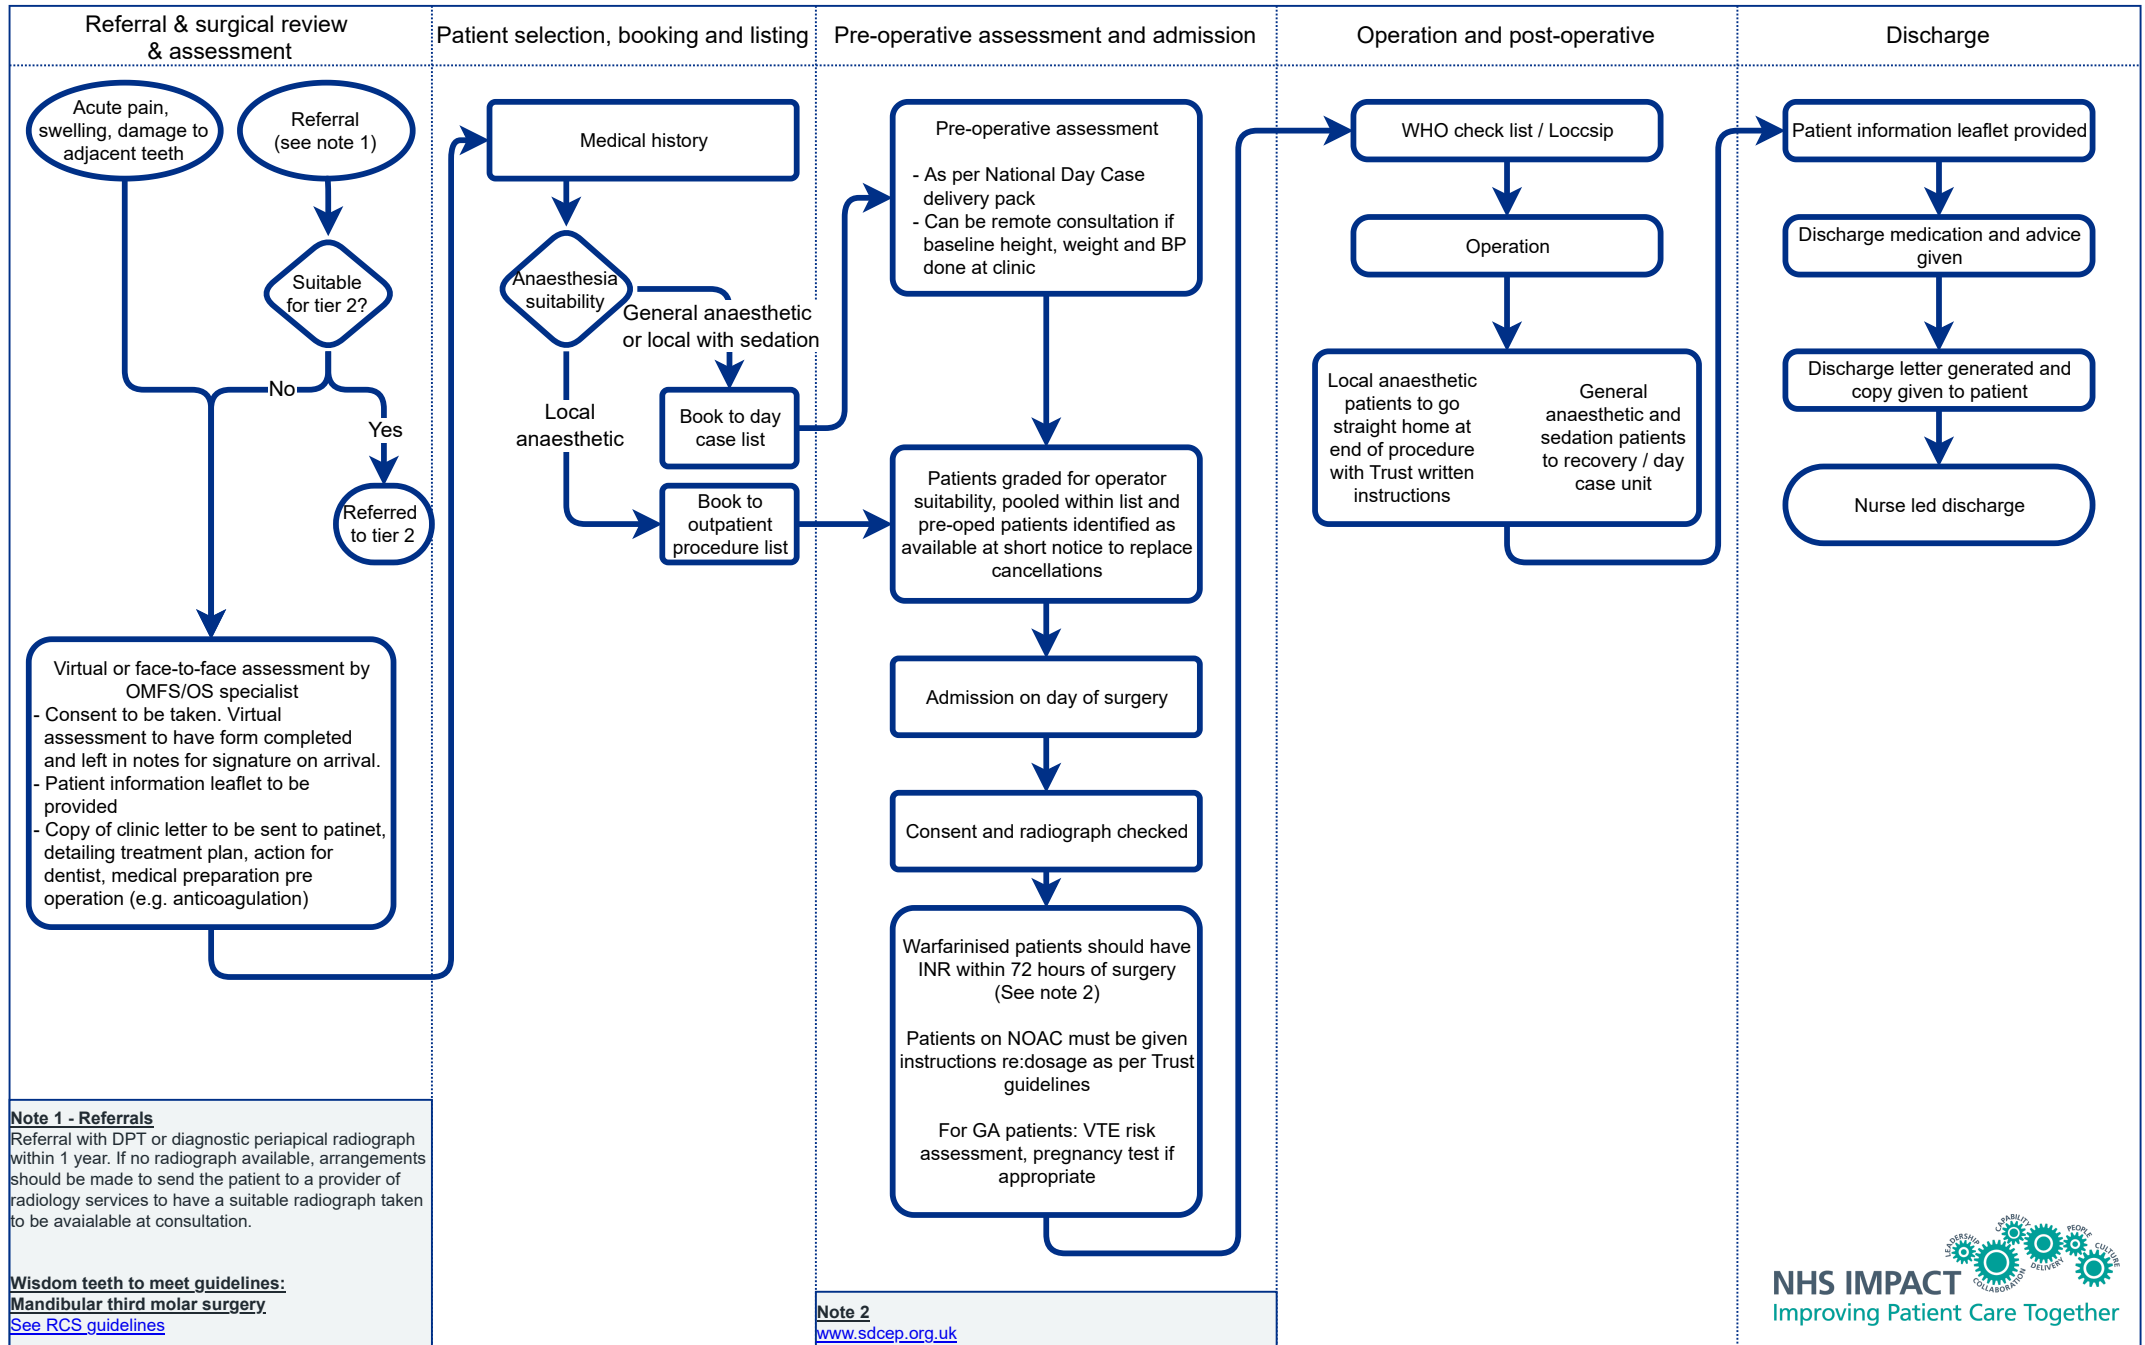 Referral & surgical review
& assessment
Patient selection, booking and listing
Pre-operative assessment and admission
Operation and post-operative
Discharge
Acute pain,
swelling, damage to
adjacent teeth
Referral
(see note 1)
Suitable
for tier 2?
No
Yes
Referred
to tier 2
Virtual or face-to-face assessment by
OMFS/OS specialist
- Consent to be taken. Virtual
assessment to have form completed
and left in notes for signature on arrival.
- Patient information leaflet to be
provided
- Copy of clinic letter to be sent to patinet,
detailing treatment plan, action for
dentist, medical preparation pre
operation (e.g. anticoagulation)
Note 1 - Referrals
Referral with DPT or diagnostic periapical radiograph
within 1 year. If no radiograph available, arrangements
should be made to send the patient to a provider of
radiology services to have a suitable radiograph taken
to be avaialable at consultation.
Wisdom teeth to meet guidelines:
Mandibular third molar surgery
See RCS guidelines
Medical history
Anaesthesia
suitability
General anaesthetic
or local with sedation
Local
anaesthetic
Book to day
case list
Book to
outpatient
procedure list
Pre-operative assessment
- As per National Day Case
delivery pack
- Can be remote consultation if
baseline height, weight and BP
done at clinic
Patients graded for operator
suitability, pooled within list and
pre-oped patients identified as
available at short notice to replace
cancellations
Admission on day of surgery
Consent and radiograph checked
Warfarinised patients should have
INR within 72 hours of surgery
(See note 2)
Patients on NOAC must be given
instructions re:dosage as per Trust
guidelines
For GA patients: VTE risk
assessment, pregnancy test if
appropriate
Note 2
www.sdcep.org.uk
WHO check list / Loccsip
Operation
Local anaesthetic
patients to go
straight home at
end of procedure
with Trust written
instructions
General
anaesthetic and
sedation patients
to recovery / day
case unit
Patient information leaflet provided
Discharge medication and advice
given
Discharge letter generated and
copy given to patient
Nurse led discharge
LEADERSHIP
CAPABILITY
COLLABORATION
DELIVERY
PEOPLE
CULTURE
NHS IMPACT
Improving Patient Care Together